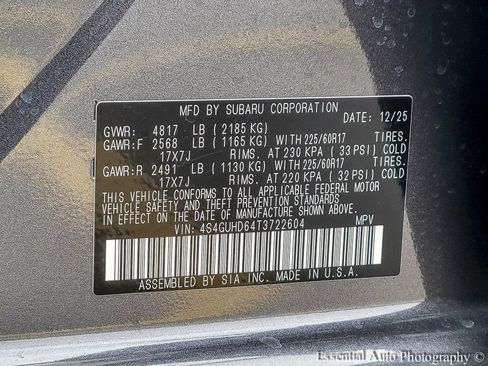 MFD BY SUBARU CORPORATION
DATE: 12/25
GVWR: 4817 LB ( 2185 KG)
GAWR:F 2568 LB ( 1165 KG) WITH 225/60R17 TIRES.
17X7J RIMS. AT 230 KPA ( 33 PSI) COLD
GAWR:R 2491 LB ( 1130 KG) WITH 225/60R17 TIRES.
17X7J RIMS. AT 220 KPA ( 32 PSI) COLD
THIS VEHICLE CONFORMS TO ALL APPLICABLE FEDERAL MOTOR
VEHICLE SAFETY AND THEFT PREVENTION STANDARDS
IN EFFECT ON THE DATE OF MANUFACTURE SHOWN ABOVE.
VIN: 4S4GUHD64T3722604 MPV
ASSEMBLED BY SIA-INC. MADE IN U.S.A.
Essential Auto Photography ©